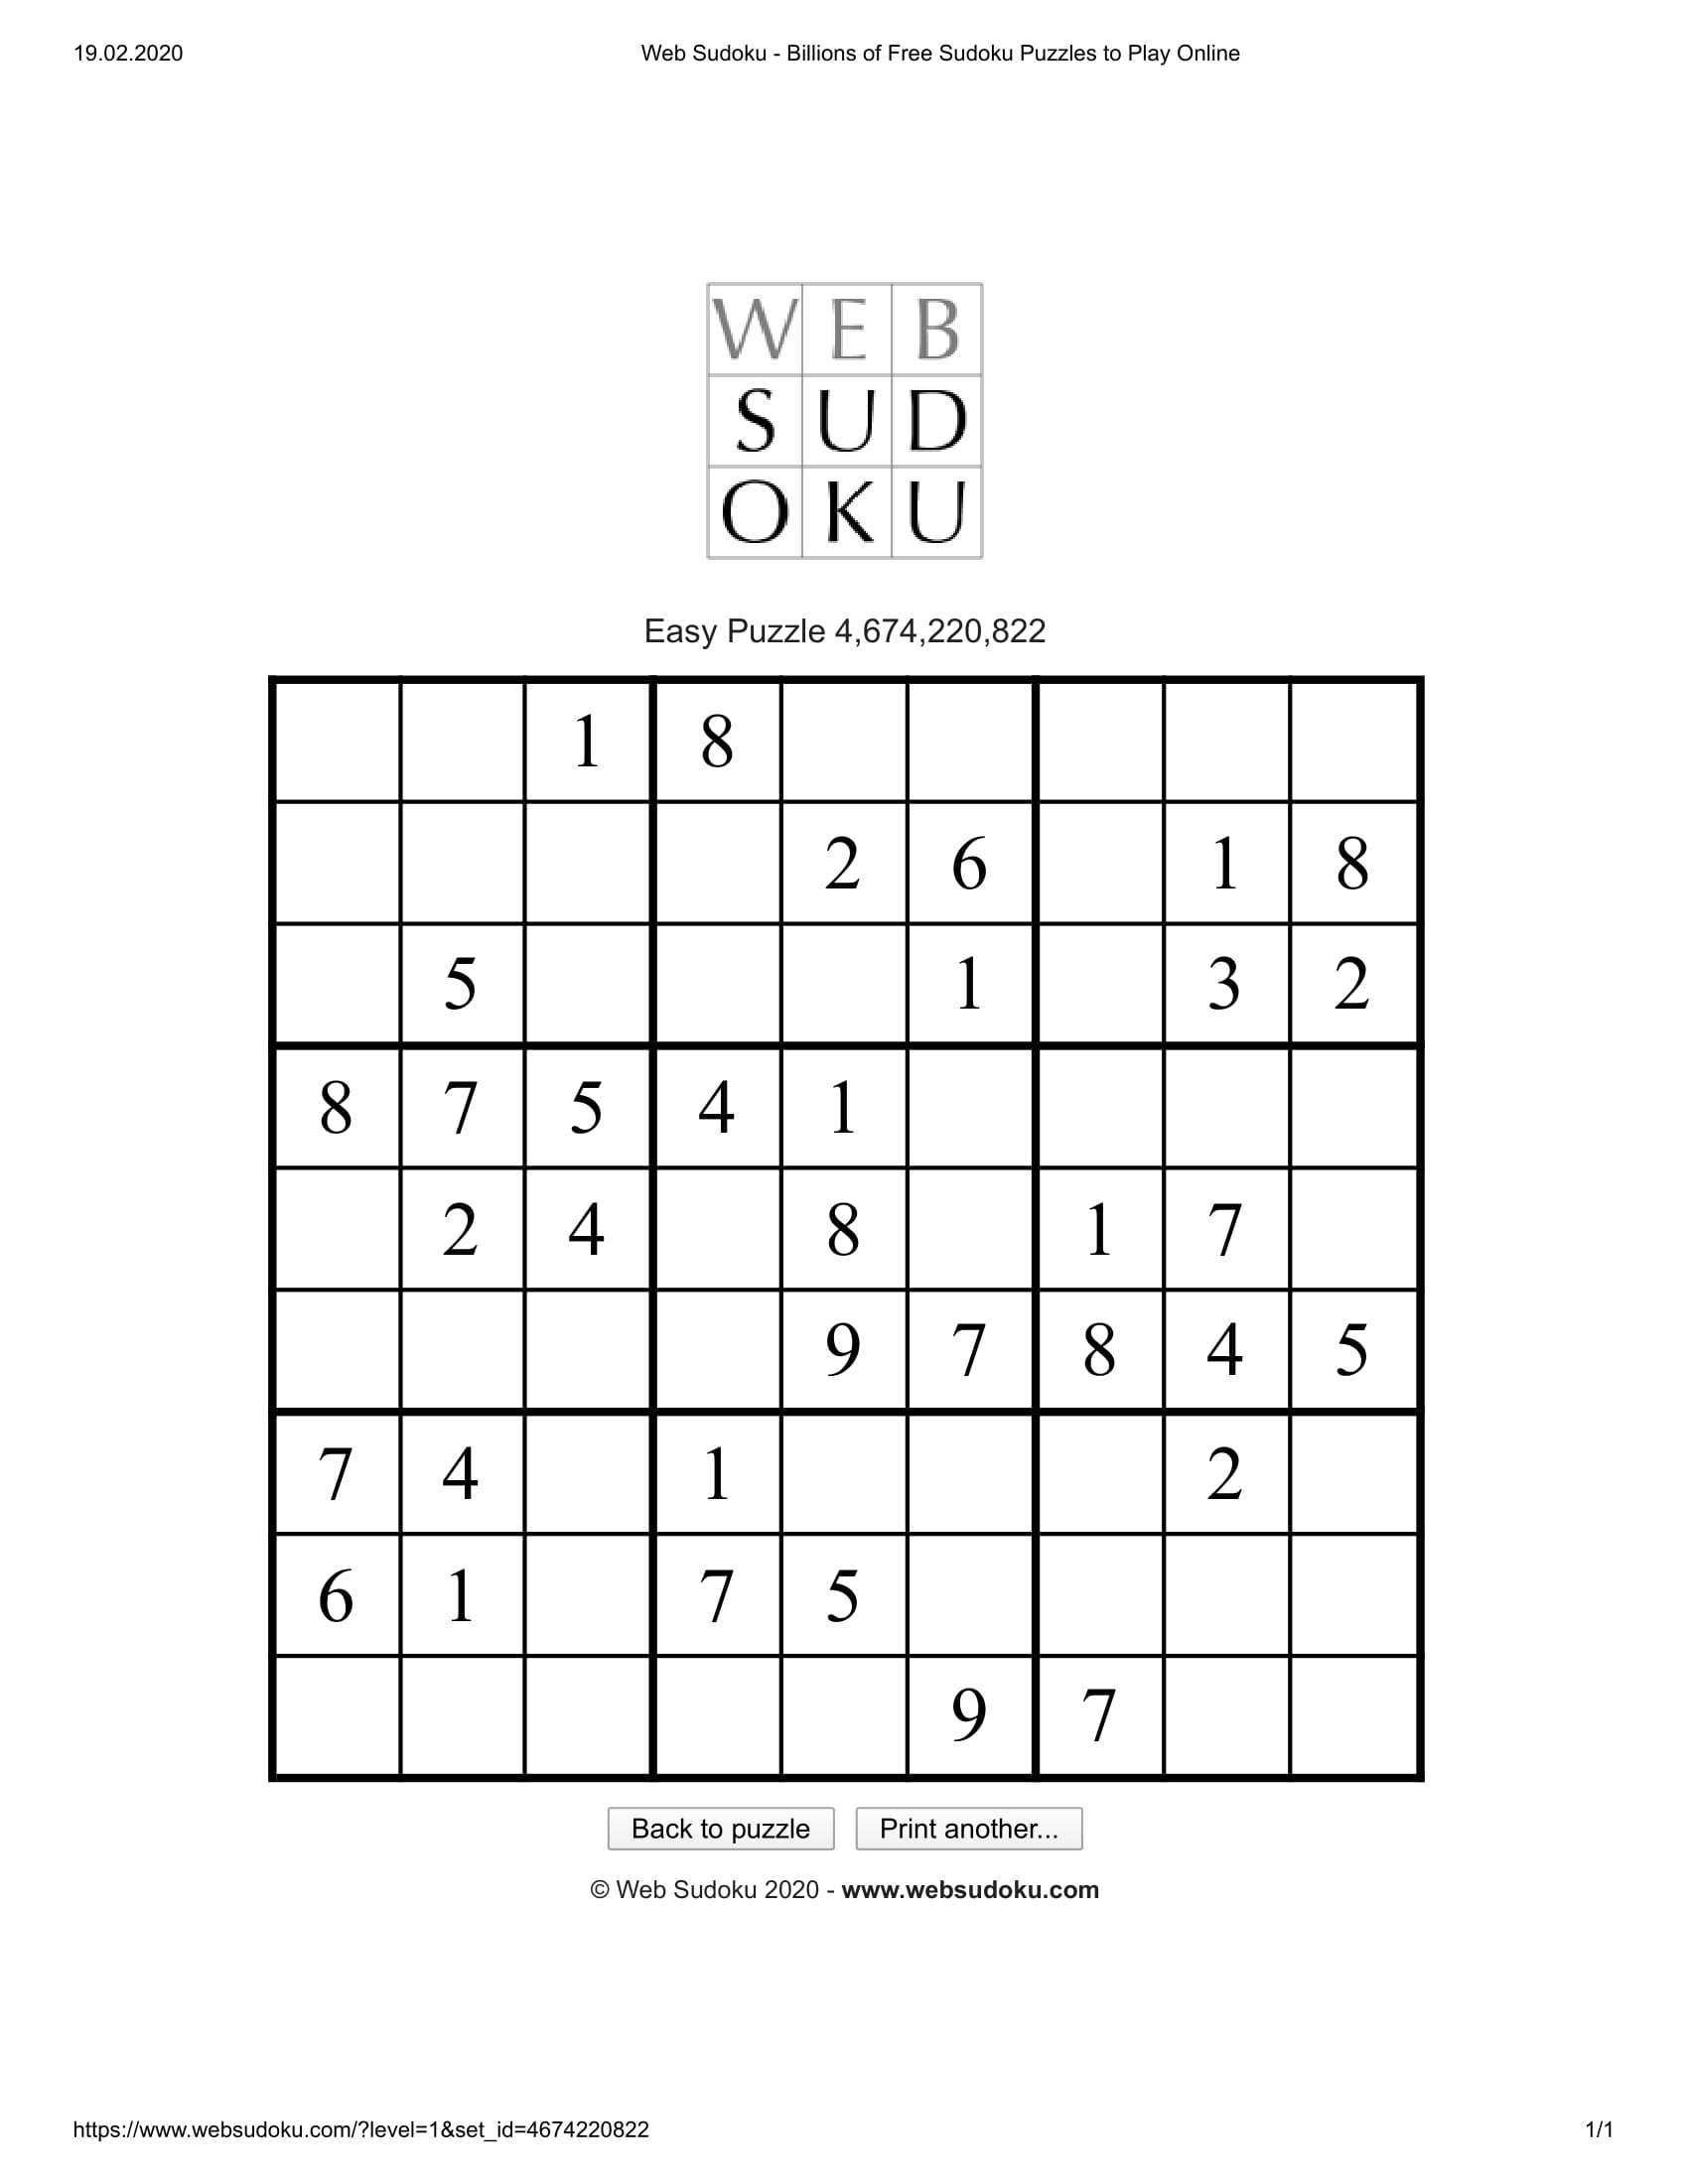 19.02.2020 Web Sudoku - Billions of Free Sudoku Puzzles to Play Online
W E B
S U D
O K U
Easy Puzzle 4,674,220,822
1 8
2 6 1 8
5 1 3 2
8 7 5 4 1
2 4 8 1 7
9 7 8 4 5
7 4 1 2
6 1 7 5
9 7
Back to puzzle Print another...
© Web Sudoku 2020 - www.websudoku.com
https://www.websudoku.com/?level=1&set_id=4674220822 1/1